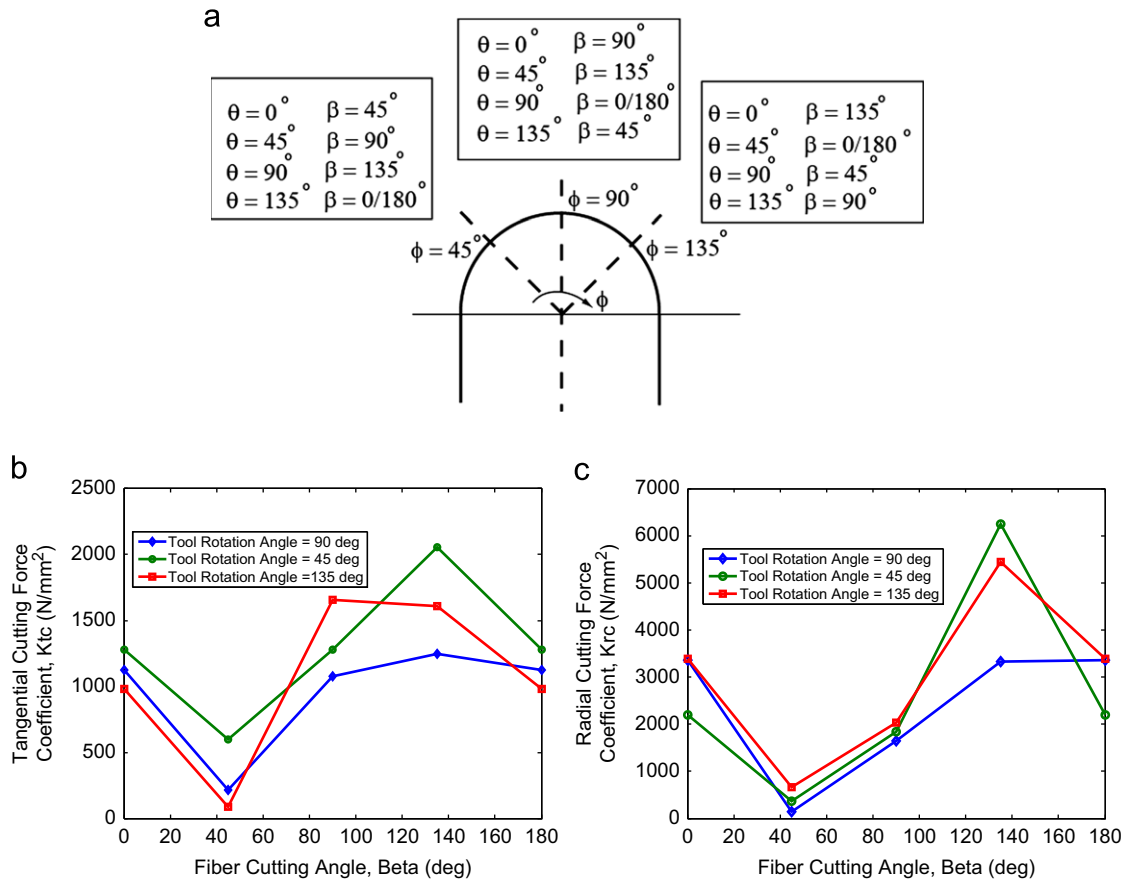 a
θ = 0° β = 45°
θ = 45° β = 90°
θ = 90° β = 135°
θ = 135° β = 0/180°
θ = 0° β = 90°
θ = 45° β = 135°
θ = 90° β = 0/180°
θ = 135° β = 45°
θ = 0° β = 135°
θ = 45° β = 0/180°
θ = 90° β = 45°
θ = 135° β = 90°
ϕ = 90°
ϕ = 45°
ϕ = 135°
ϕ
b
Tangential Cutting Force
Coefficient, Ktc (N/mm²)
2500
2000
1500
1000
500
0
Tool Rotation Angle = 90 deg
Tool Rotation Angle = 45 deg
Tool Rotation Angle =135 deg
0 20 40 60 80 100 120 140 160 180
Fiber Cutting Angle, Beta (deg)
c
Radial Cutting Force
Coefficient, Krc (N/mm²)
7000
6000
5000
4000
3000
2000
1000
0
Tool Rotation Angle = 90 deg
Tool Rotation Angle = 45 deg
Tool Rotation Angle = 135 deg
0 20 40 60 80 100 120 140 160 180
Fiber Cutting Angle, Beta (deg)